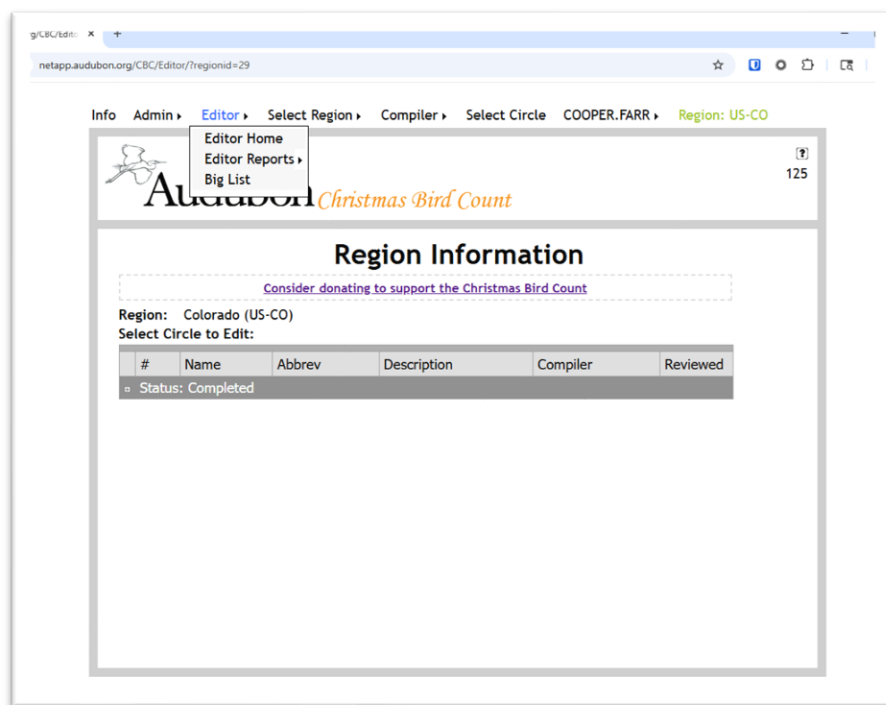 g/CBC/Edito × +
netapp.audubon.org/CBC/Editor/?regionid=29
Info Admin Editor Select Region Compiler Select Circle COOPER.FARR Region: US-CO
Editor Home
Editor Reports
Big List
?
125
Audubon Christmas Bird Count
Region Information
Consider donating to support the Christmas Bird Count
Region: Colorado (US-CO)
Select Circle to Edit:
# Name Abbrev Description Compiler Reviewed
Status: Completed